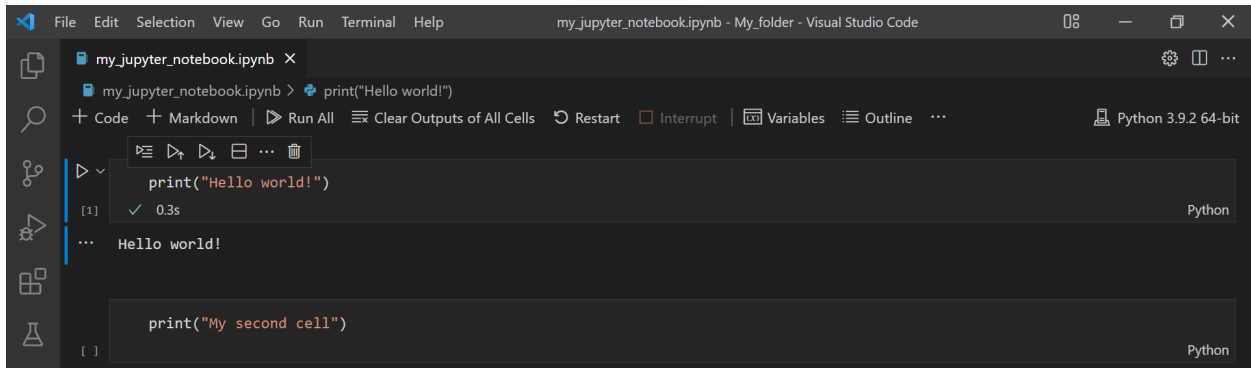 File Edit Selection View Go Run Terminal Help my_jupyter_notebook.ipynb - My_folder - Visual Studio Code
my_jupyter_notebook.ipynb
my_jupyter_notebook.ipynb > print("Hello world!")
+ Code + Markdown Run All Clear Outputs of All Cells Restart Interrupt Variables Outline ... Python 3.9.2 64-bit
print("Hello world!")
[1] 0.3s Python
... Hello world!
print("My second cell")
[ ] Python